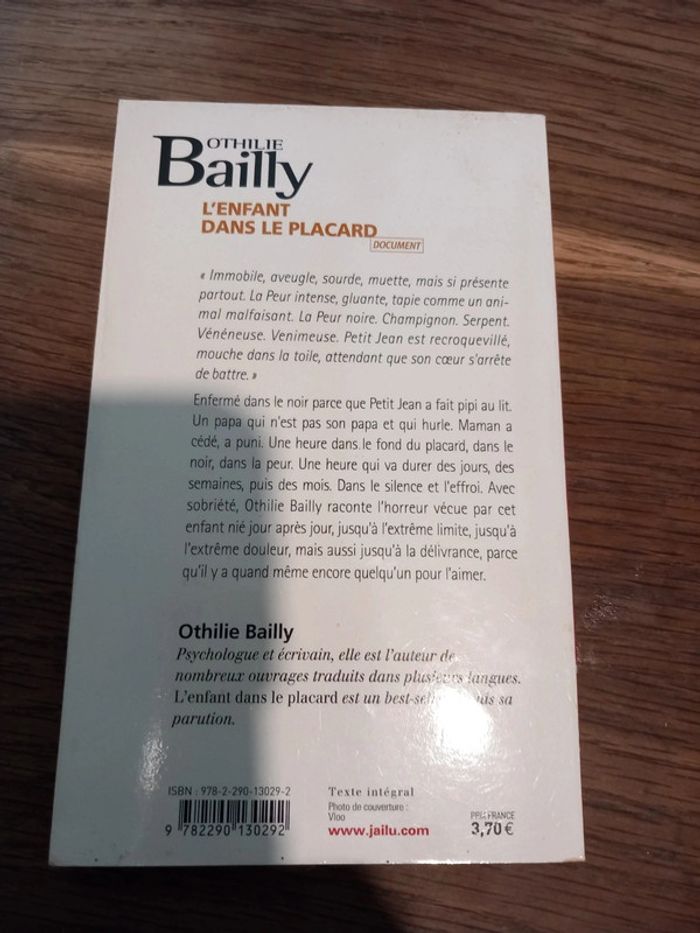 OTHILIE
Bailly
L'ENFANT
DANS LE PLACARD
DOCUMENT
« Immobile, aveugle, sourde, muette, mais si présente
partout. La Peur intense, gluante, tapie comme un ani-
mal malfaisant. La Peur noire. Champignon. Serpent.
Vénéneuse. Venimeuse. Petit Jean est recroquevillé,
mouche dans la toile, attendant que son cœur s'arrête
de battre. »
Enfermé dans le noir parce que Petit Jean a fait pipi au lit.
Un papa qui n'est pas son papa et qui hurle. Maman a
cédé, a puni. Une heure dans le fond du placard, dans le
noir, dans la peur. Une heure qui va durer des jours, des
semaines, puis des mois. Dans le silence et l'effroi. Avec
sobriété, Othilie Bailly raconte l'horreur vécue par cet
enfant nié jour après jour, jusqu'à l'extrême limite, jusqu'à
l'extrême douleur, mais aussi jusqu'à la délivrance, parce
qu'il y a quand même encore quelqu'un pour l'aimer.
Othilie Bailly
Psychologue et écrivain, elle est l'auteur de
nombreux ouvrages traduits dans plusieurs langues.
L'enfant dans le placard est un sa
parution.
ISBN : 978-2-290-13029-2
9 782290 130292
Texte intégral
Photo de couverture :
Vloo
www.jailu.com
PRIX FRANCE
3,70 €